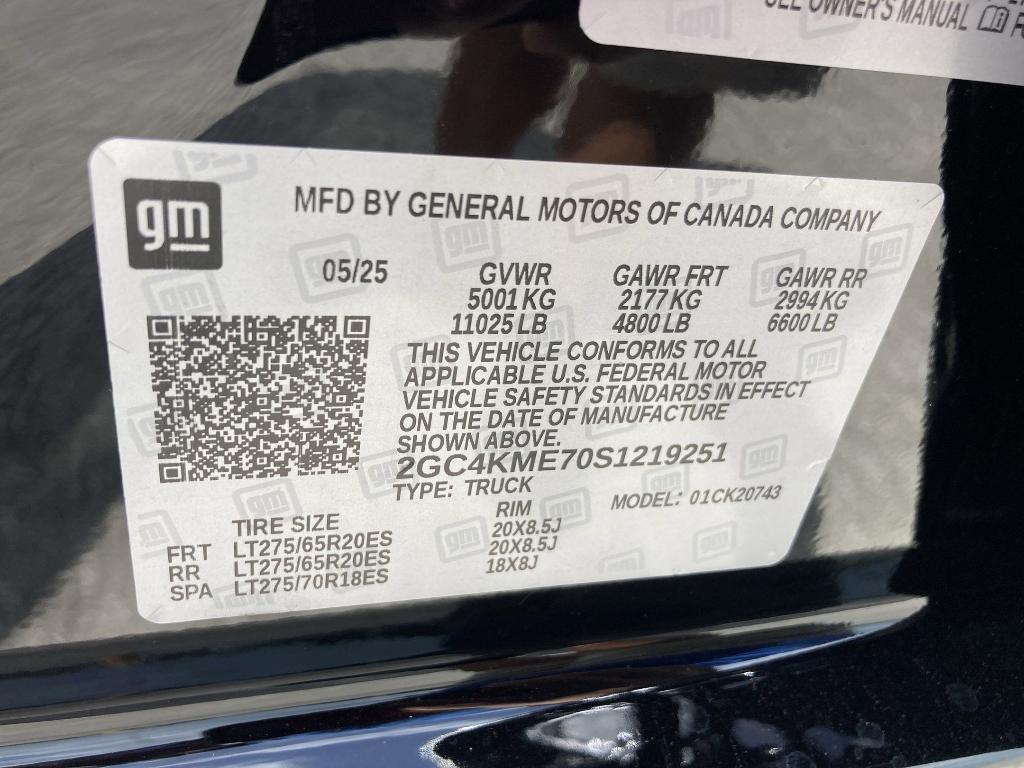 SEE OWNER'S MANUAL
gm
MFD BY GENERAL MOTORS OF CANADA COMPANY
05/25 GVWR GAWR FRT GAWR RR
5001 KG 2177 KG 2994 KG
11025 LB 4800 LB 6600 LB
THIS VEHICLE CONFORMS TO ALL
APPLICABLE U.S. FEDERAL MOTOR
VEHICLE SAFETY STANDARDS IN EFFECT
ON THE DATE OF MANUFACTURE
SHOWN ABOVE.
2GC4KME70S1219251
TYPE: TRUCK MODEL: 01CK20743
TIRE SIZE RIM
FRT LT275/65R20ES 20X8.5J
RR LT275/65R20ES 20X8.5J
SPA LT275/70R18ES 18X8J